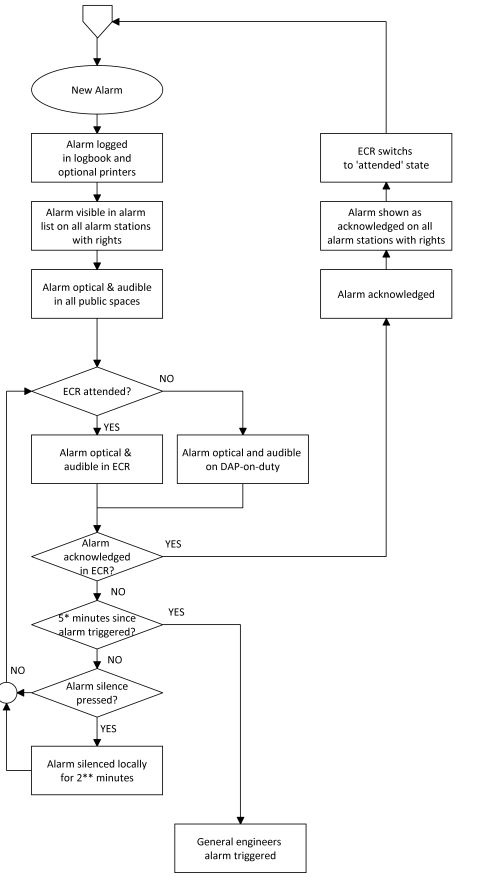 New Alarm
Alarm logged
in logbook and
optional printers
ECR switchs
to 'attended' state
Alarm visible in alarm
list on all alarm stations
with rights
Alarm shown as
acknowledged on all
alarm stations with rights
Alarm optical & audible
in all public spaces
Alarm acknowledged
ECR attended?
NO
YES
Alarm optical &
audible in ECR
Alarm optical and audible
on DAP-on-duty
Alarm
acknowledged
in ECR?
YES
NO
5* minutes since
alarm triggered?
YES
NO
Alarm silence
pressed?
NO
YES
Alarm silenced locally
for 2** minutes
General engineers
alarm triggered